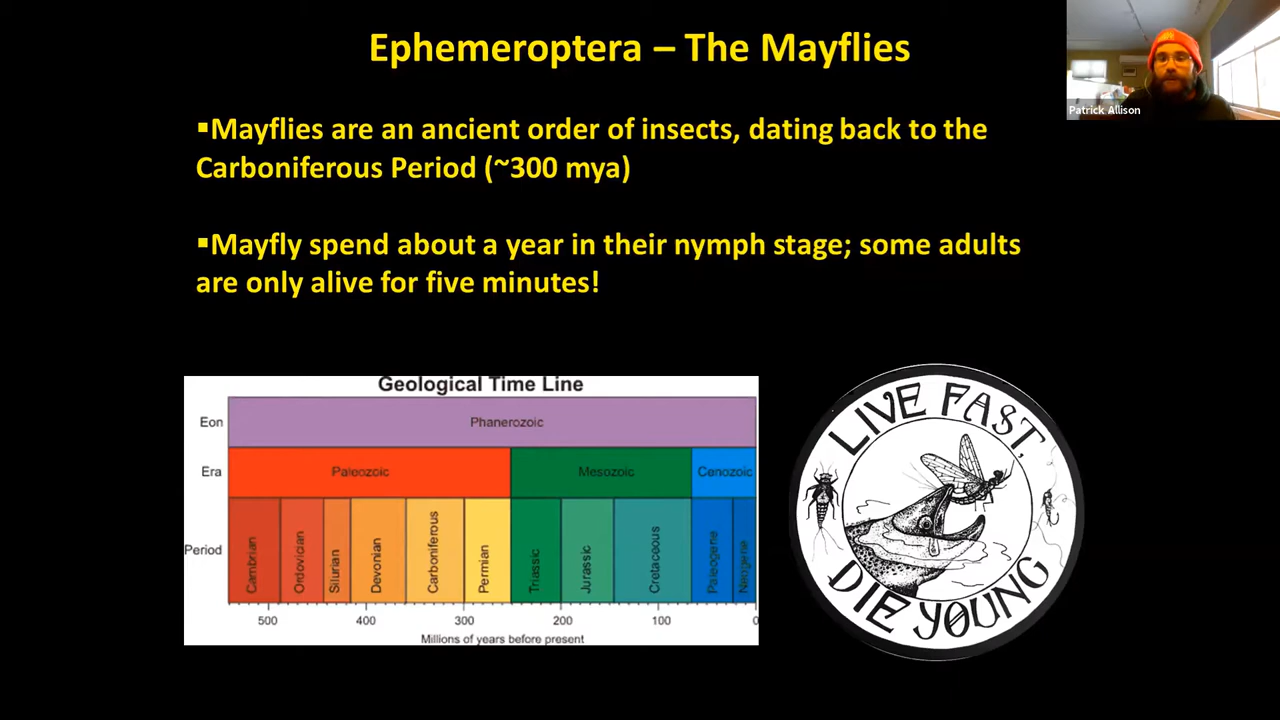 Ephemeroptera – The Mayflies
Patrick Allison
▪Mayflies are an ancient order of insects, dating back to the
Carboniferous Period (~300 mya)
▪Mayfly spend about a year in their nymph stage; some adults
are only alive for five minutes!
Geological Time Line
Eon
Phanerozoic
Era
Paleozoic
Mesozoic
Cenozoic
Period
Cambrian
Ordovician
Silurian
Devonian
Carboniferous
Permian
Triassic
Jurassic
Cretaceous
Paleogene
Neogene
500 400 300 200 100 0
Millions of years before present
LIVE FAST,
DIE YOUNG